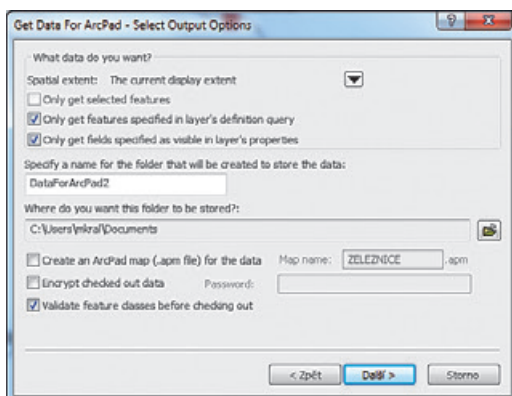 Get Data For ArcPad - Select Output Options
What data do you want?
Spatial extent: The current display extent
Only get selected features
Only get features specified in layer's definition query
Only get fields specified as visible in layer's properties
Specify a name for the folder that will be created to store the data:
DataForArcPad2
Where do you want this folder to be stored?:
C:\Users\mkral\Documents
Create an ArcPad map (.apm file) for the data Map name: ZELEZNICE .apm
Encrypt checked out data Password:
Validate feature classes before checking out
< Zpět Další > Storno